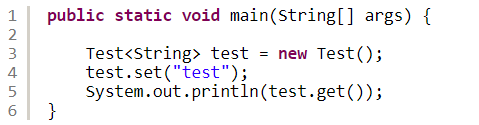 1 public static void main(String[] args) {
2
3     Test<String> test = new Test();
4     test.set("test");
5     System.out.println(test.get());
6 }